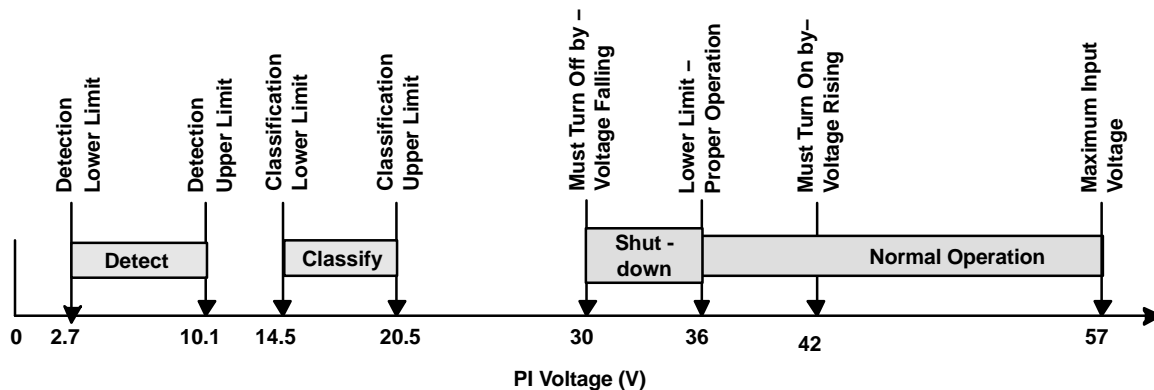 Detection
Lower Limit
Detection
Upper Limit
Classification
Lower Limit
Classification
Upper Limit
Must Turn Off by –
Voltage Falling
Lower Limit –
Proper Operation
Must Turn On by–
Voltage Rising
Maximum Input
Voltage
Detect
Classify
Shut -
down
Normal Operation
0
2.7
10.1
14.5
20.5
30
36
42
57
PI Voltage (V)